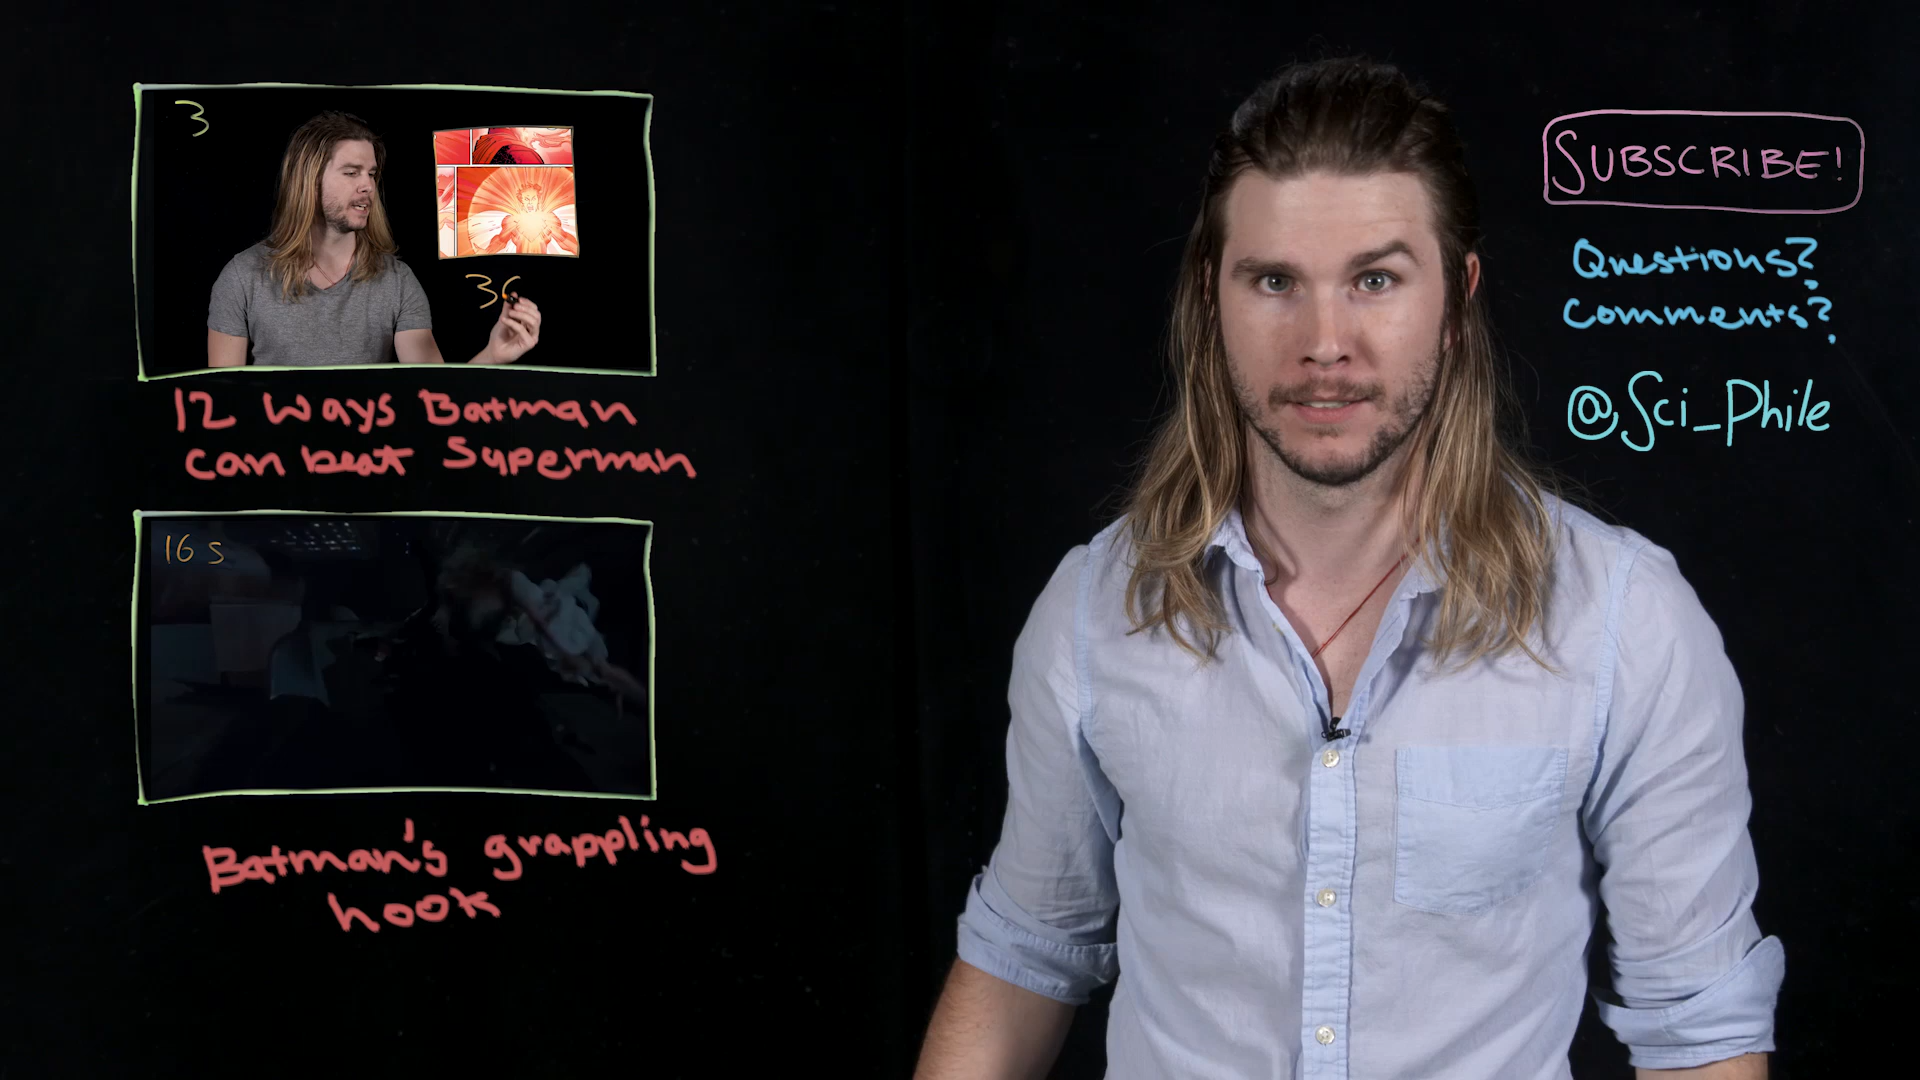 3
36
12 Ways Batman
can beat Superman
16 s
Batman's grappling
hook
SUBSCRIBE!
Questions?
Comments?
@Sci_Phile